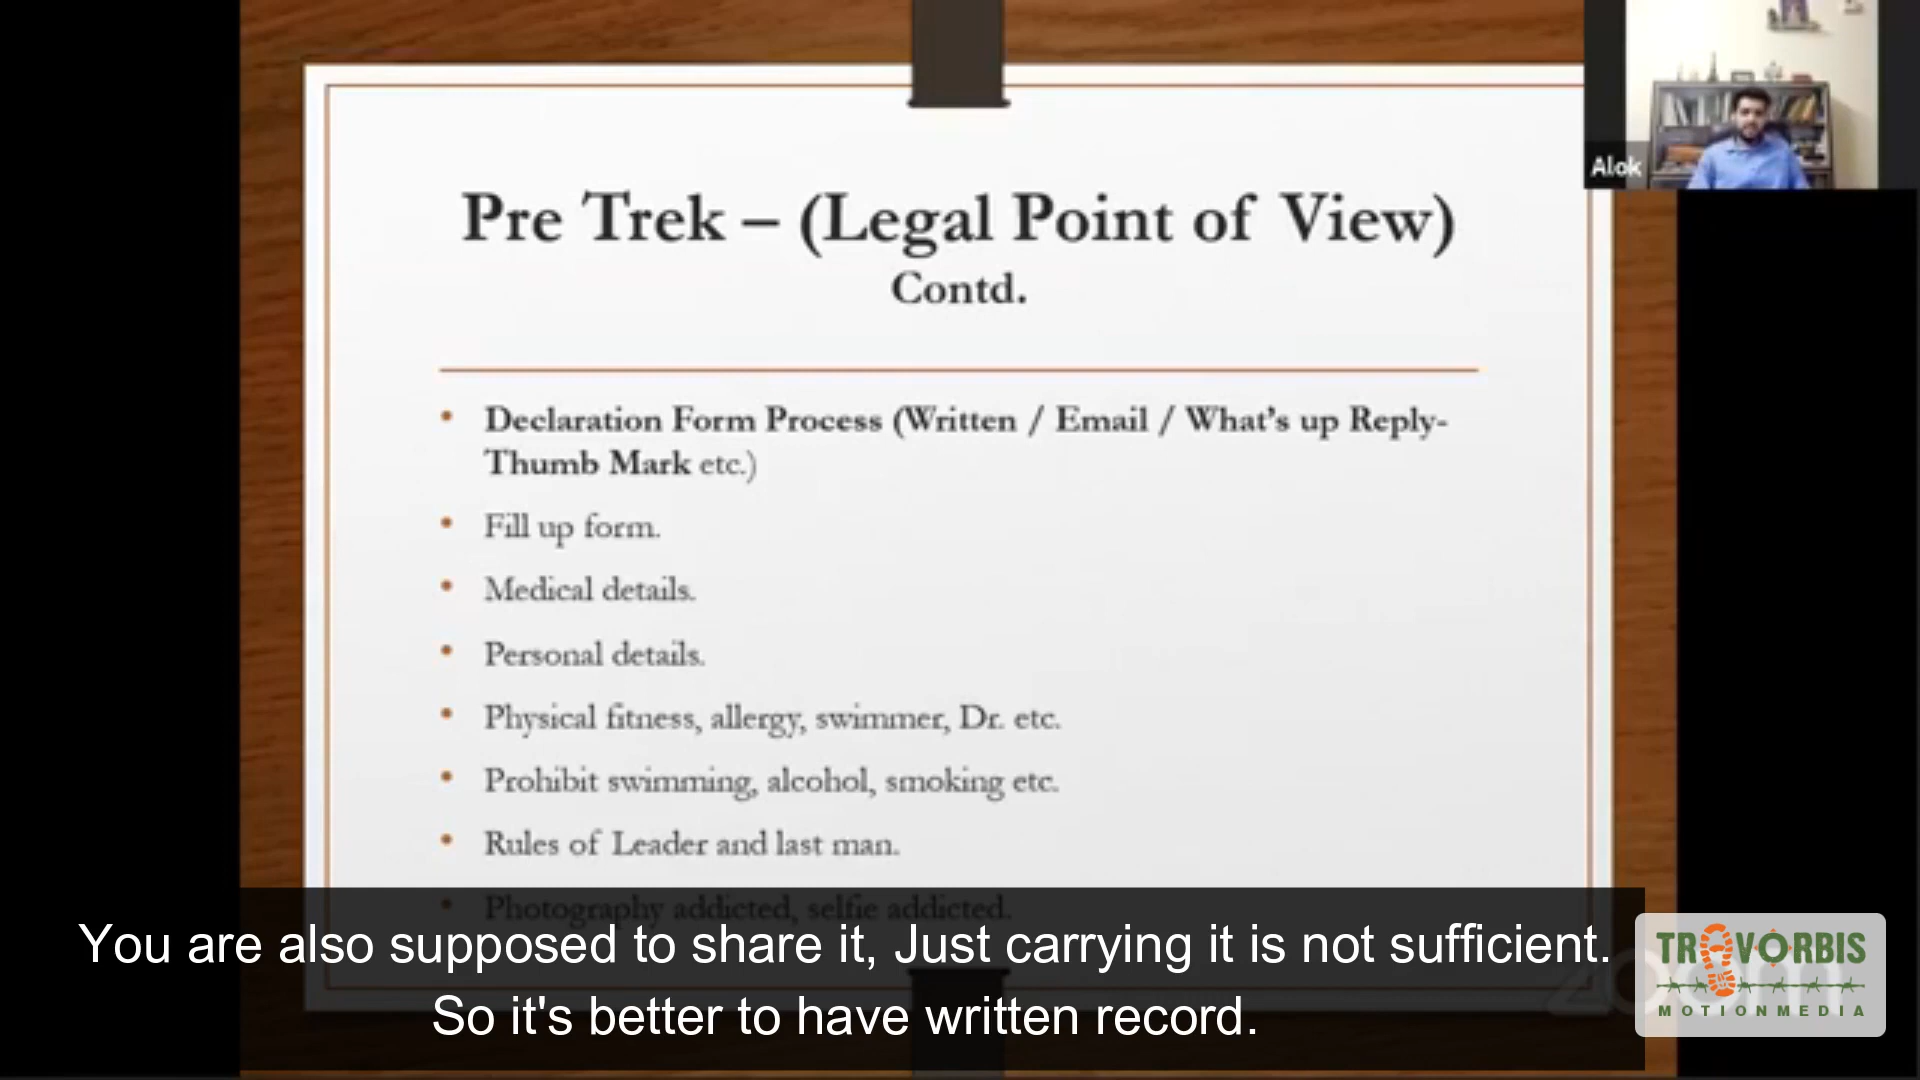 Alok
Pre Trek – (Legal Point of View)
Contd.
• Declaration Form Process (Written / Email / What's up Reply-
Thumb Mark etc.)
• Fill up form.
• Medical details.
• Personal details.
• Physical fitness, allergy, swimmer, Dr. etc.
• Prohibit swimming, alcohol, smoking etc.
• Rules of Leader and last man.
• Photography addicted, selfie addicted.
You are also supposed to share it, Just carrying it is not sufficient.
So it's better to have written record.
zoom
TRAVORBIS
MOTIONMEDIA